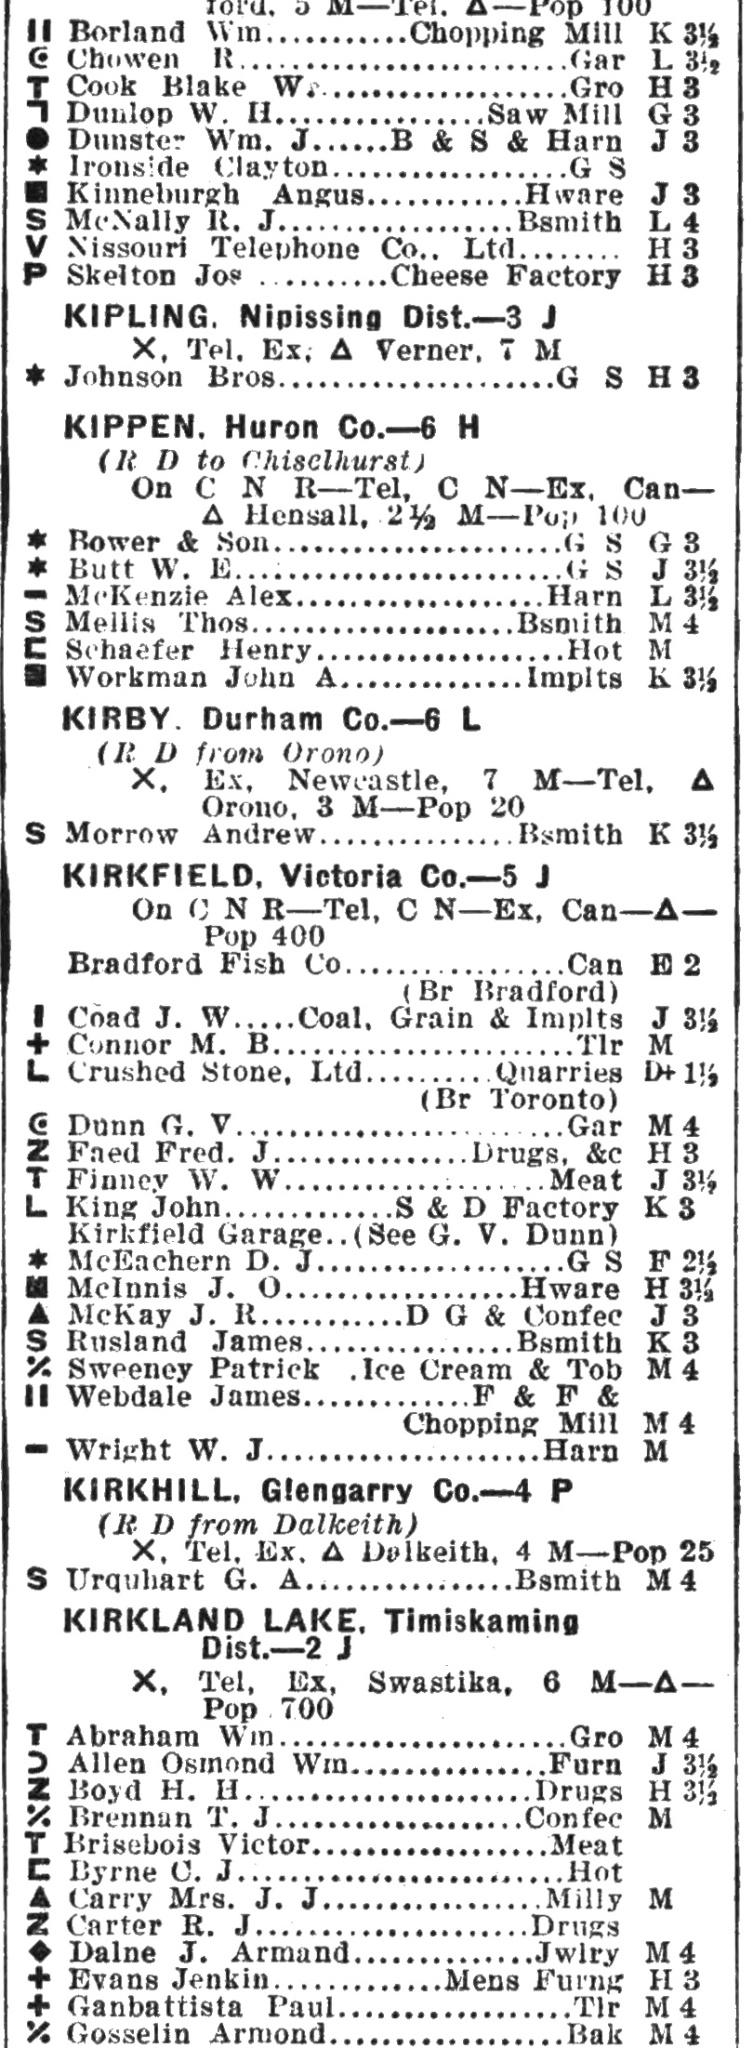 ford, 5 M—Tel, Δ—Pop 100
Borland Wm...........Chopping Mill K 3½
Chowen R.........................Gar L 3½
T Cook Blake W.....................Gro H 3
Dunlop W. H................Saw Mill G 3
● Dunster Wm. J......B & S & Harn J 3
* Ironside Clayton..................G S
■ Kinneburgh Angus............Hware J 3
S McNally R. J...................Bsmith L 4
V Nissouri Telephone Co., Ltd........ H 3
P Skelton Jos ..........Cheese Factory H 3
KIPLING, Nipissing Dist.—3 J
X, Tel, Ex, Δ Verner, 7 M
* Johnson Bros.....................G S H 3
KIPPEN, Huron Co.—6 H
(R D to Chiselhurst)
On C N R—Tel, C N—Ex, Can—
Δ Hensall, 2½ M—Pop 100
* Bower & Son......................G S G 3
* Butt W. E.........................G S J 3½
— McKenzie Alex...................Harn L 3½
S Mellis Thos.....................Bsmith M 4
⊏ Schaefer Henry...................Hot M
■ Workman John A..............Implts K 3½
KIRBY, Durham Co.—6 L
(R D from Orono)
X, Ex, Newcastle, 7 M—Tel, Δ
Orono, 3 M—Pop 20
S Morrow Andrew...............Bsmith K 3½
KIRKFIELD, Victoria Co.—5 J
On C N R—Tel, C N—Ex, Can—Δ—
Pop 400
Bradford Fish Co.................Can E 2
(Br Bradford)
I Coad J. W.....Coal, Grain & Implts J 3½
+ Connor M. B.......................Tlr M
L Crushed Stone, Ltd..........Quarries D+ 1½
(Br Toronto)
Dunn G. V.........................Gar M 4
Z Faed Fred. J...............Drugs, &c H 3
T Finney W. W....................Meat J 3½
L King John.............S & D Factory K 3
Kirkfield Garage..(See G. V. Dunn)
* McEachern D. J...................G S F 2½
■ McInnis J. O..................Hware H 3½
▲ McKay J. R...........D G & Confec J 3
S Rusland James................Bsmith K 3
⁒ Sweeney Patrick .Ice Cream & Tob M 4
Webdale James.............F & F &
Chopping Mill M 4
— Wright W. J.....................Harn M
KIRKHILL, Glengarry Co.—4 P
(R D from Dalkeith)
X, Tel, Ex, Δ Dalkeith, 4 M—Pop 25
S Urquhart G. A................Bsmith M 4
KIRKLAND LAKE, Timiskaming
Dist.—2 J
X, Tel, Ex, Swastika, 6 M—Δ—
Pop 700
T Abraham Wm......................Gro M 4
Ɔ Allen Osmond Wm...............Furn J 3½
Z Boyd H. H......................Drugs H 3½
⁒ Brennan T. J...................Confec M
T Brisebois Victor..................Meat
⊏ Byrne C. J.........................Hot
▲ Carry Mrs. J. J.................Milly M
Z Carter R. J.....................Drugs
◆ Dalne J. Armand..............Jwlry M 4
+ Evans Jenkin.............Mens Furng H 3
+ Ganbattista Paul..................Tlr M 4
⁒ Gosselin Armond..................Bak M 4